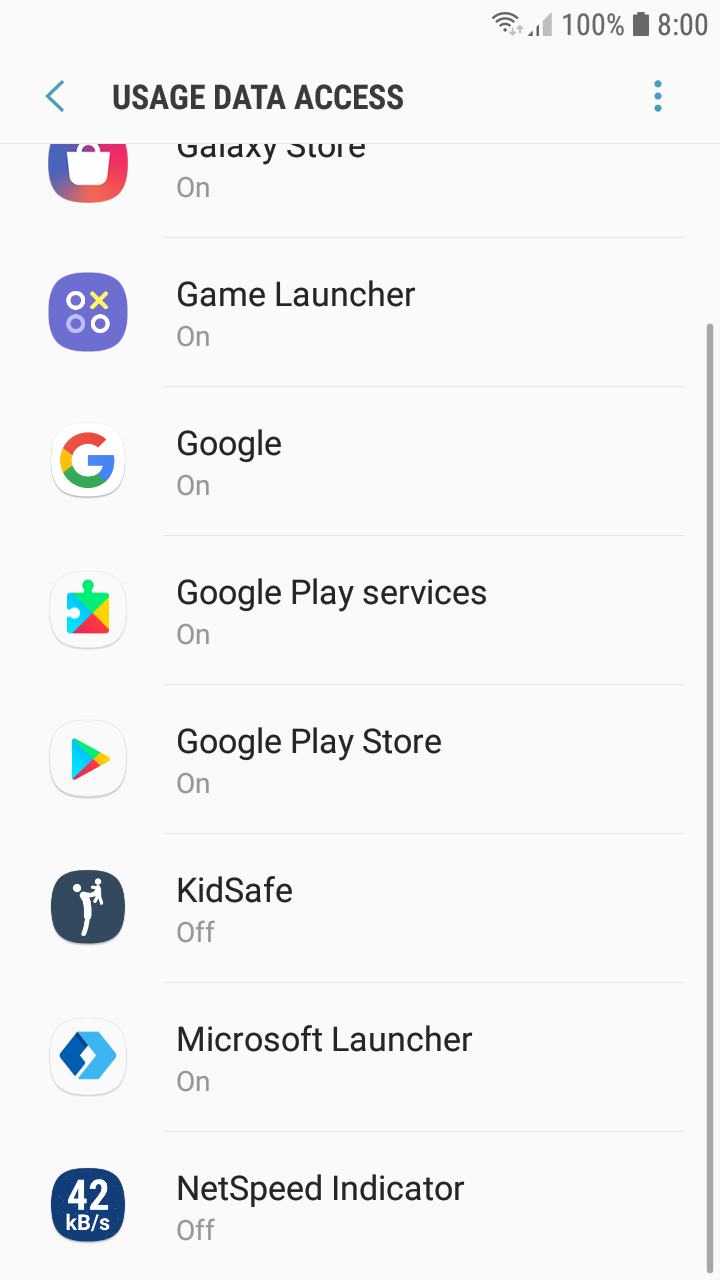 100% 8:00
USAGE DATA ACCESS
Galaxy Store
On
Game Launcher
On
Google
On
Google Play services
On
Google Play Store
On
KidSafe
Off
Microsoft Launcher
On
42
kB/s
NetSpeed Indicator
Off